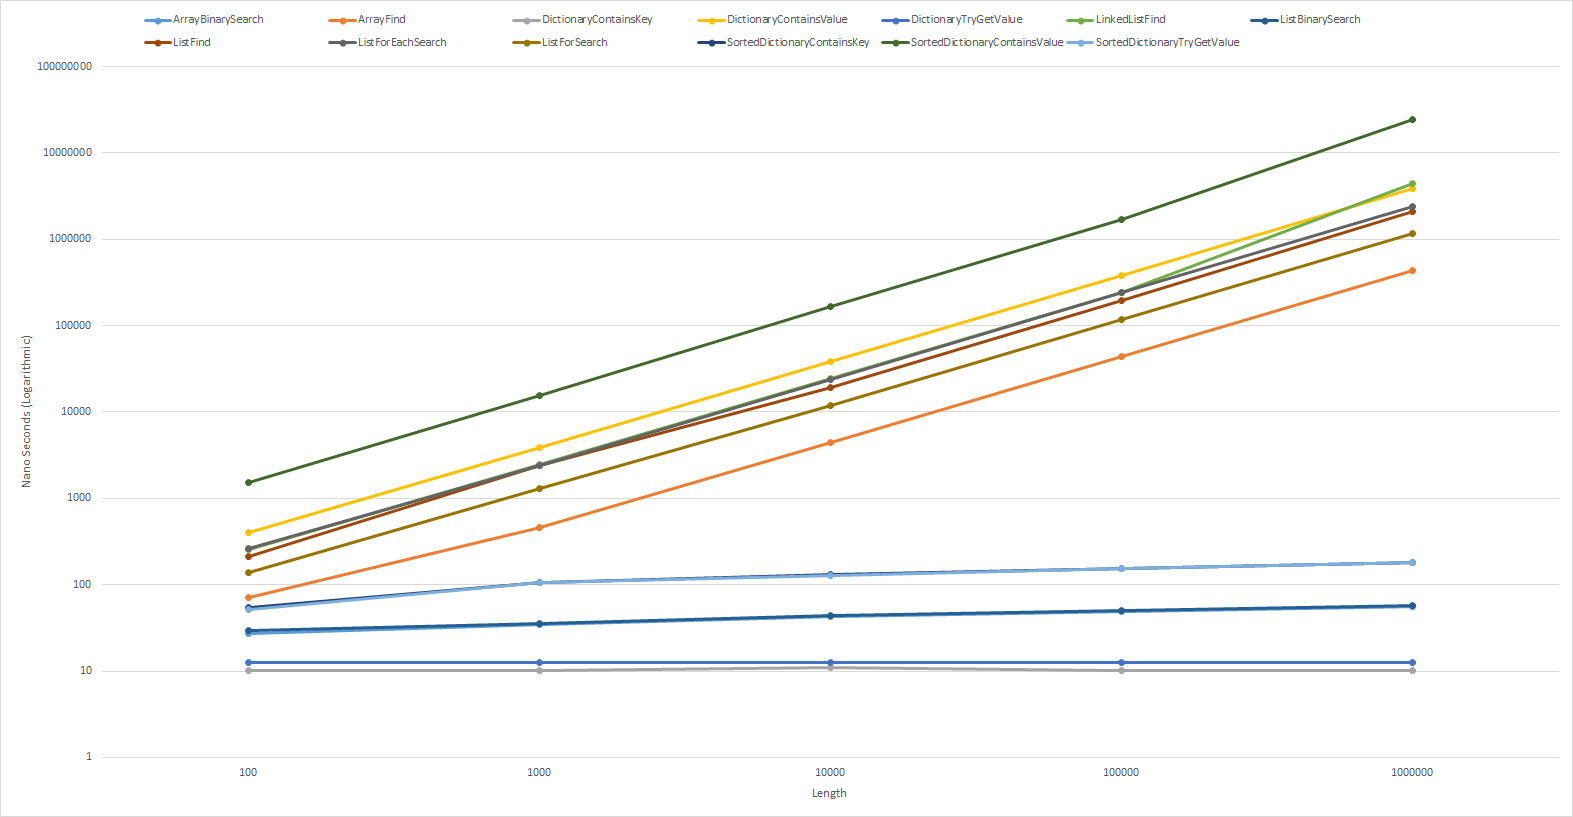 ArrayBinarySearch ArrayFind DictionaryContainsKey DictionaryContainsValue DictionaryTryGetValue LinkedListFind ListBinarySearch
ListFind ListForEachSearch ListForSearch SortedDictionaryContainsKey SortedDictionaryContainsValue SortedDictionaryTryGetValue
100000000
10000000
1000000
100000
10000
1000
100
10
1
Nano Seconds (Logarithmic)
100 1000 10000 100000 1000000
Length